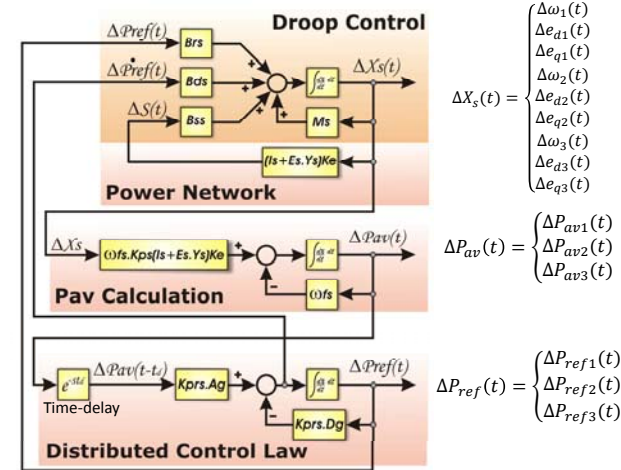 Droop Control
ΔPref(t)
Brs
ΔṖref(t)
Bds
ΔXs(t)
ΔS(t)
Bss
Ms
(Is+Es.Ys)Ke
Power Network
ΔXs
ωfs.Kps(Is+Es.Ys)Ke
ΔPav(t)
ωfs
Pav Calculation
e^-std
ΔPav(t-td)
Kprs.Ag
ΔPref(t)
Time-delay
Kprs.Dg
Distributed Control Law
Δω1(t)
Δed1(t)
Δeq1(t)
Δω2(t)
ΔXs(t) = Δed2(t)
Δeq2(t)
Δω3(t)
Δed3(t)
Δeq3(t)
ΔPav1(t)
ΔPav(t) = ΔPav2(t)
ΔPav3(t)
ΔPref1(t)
ΔPref(t) = ΔPref2(t)
ΔPref3(t)